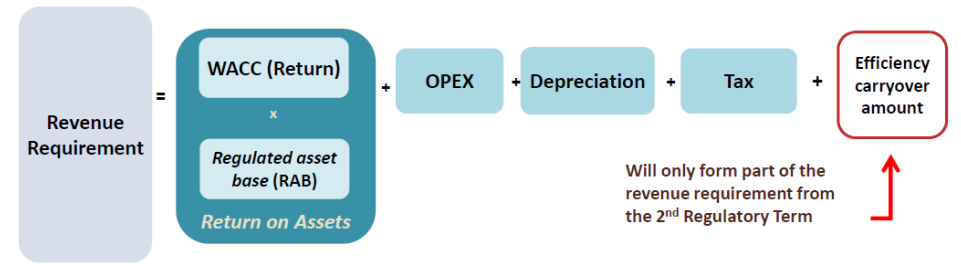 Revenue
Requirement
=
WACC (Return)
x
Regulated asset
base (RAB)
Return on Assets
+
OPEX
+
Depreciation
+
Tax
+
Efficiency
carryover
amount
Will only form part of the
revenue requirement from
the 2nd Regulatory Term